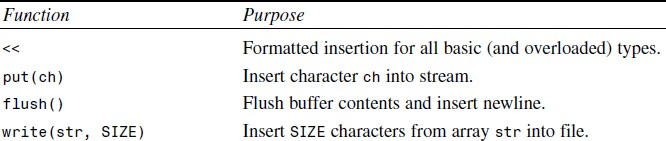 Function Purpose
<< Formatted insertion for all basic (and overloaded) types.
put(ch) Insert character ch into stream.
flush() Flush buffer contents and insert newline.
write(str, SIZE) Insert SIZE characters from array str into file.